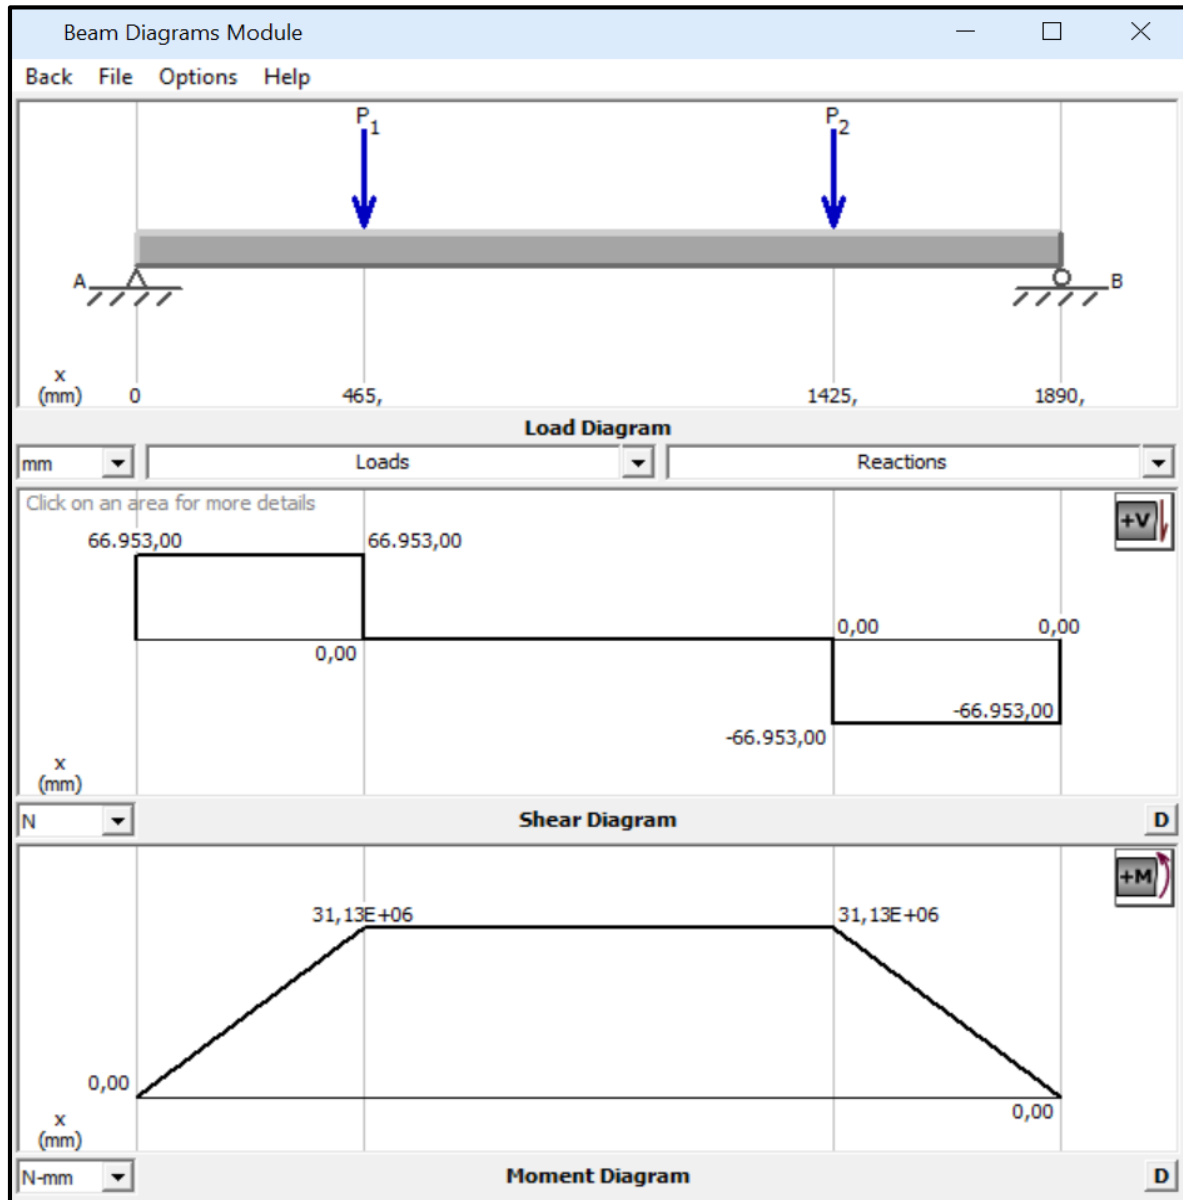 Beam Diagrams Module
Back File Options Help
P1 P2
A B
x
(mm) 0 465, 1425, 1890,
Load Diagram
mm Loads Reactions
Click on an area for more details
+V
66.953,00 66.953,00
0,00 0,00
0,00
-66.953,00
-66.953,00
x
(mm)
N Shear Diagram D
+M
31,13E+06 31,13E+06
0,00
0,00
x
(mm)
N-mm Moment Diagram D